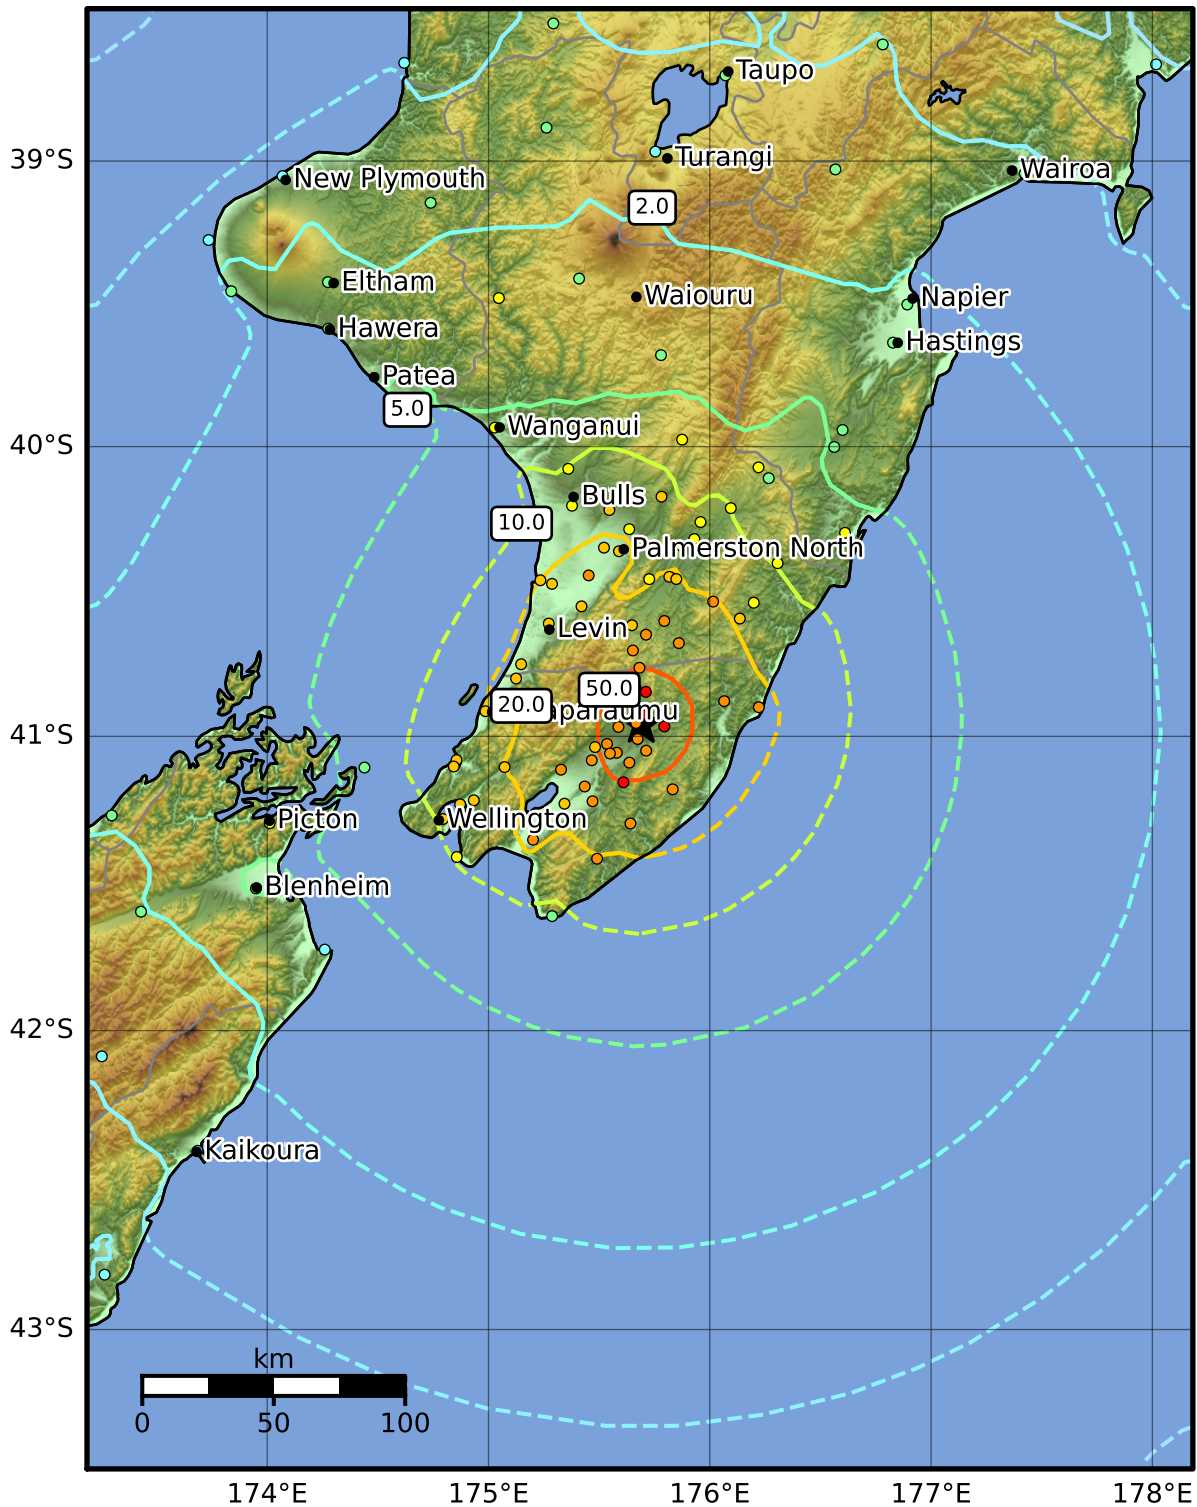 Taupo
Turangi
39°S
Wairoa
New Plymouth
2.0
Eltham
Waiouru
Napier
Hawera
Hastings
Patea
5.0
Wanganui
40°S
Bulls
10.0
Palmerston North
Levin
50.0
20.0
aparaumu
41°S
Picton
Wellington
Blenheim
42°S
Kaikoura
43°S
km
0 50 100
174°E 175°E 176°E 177°E 178°E